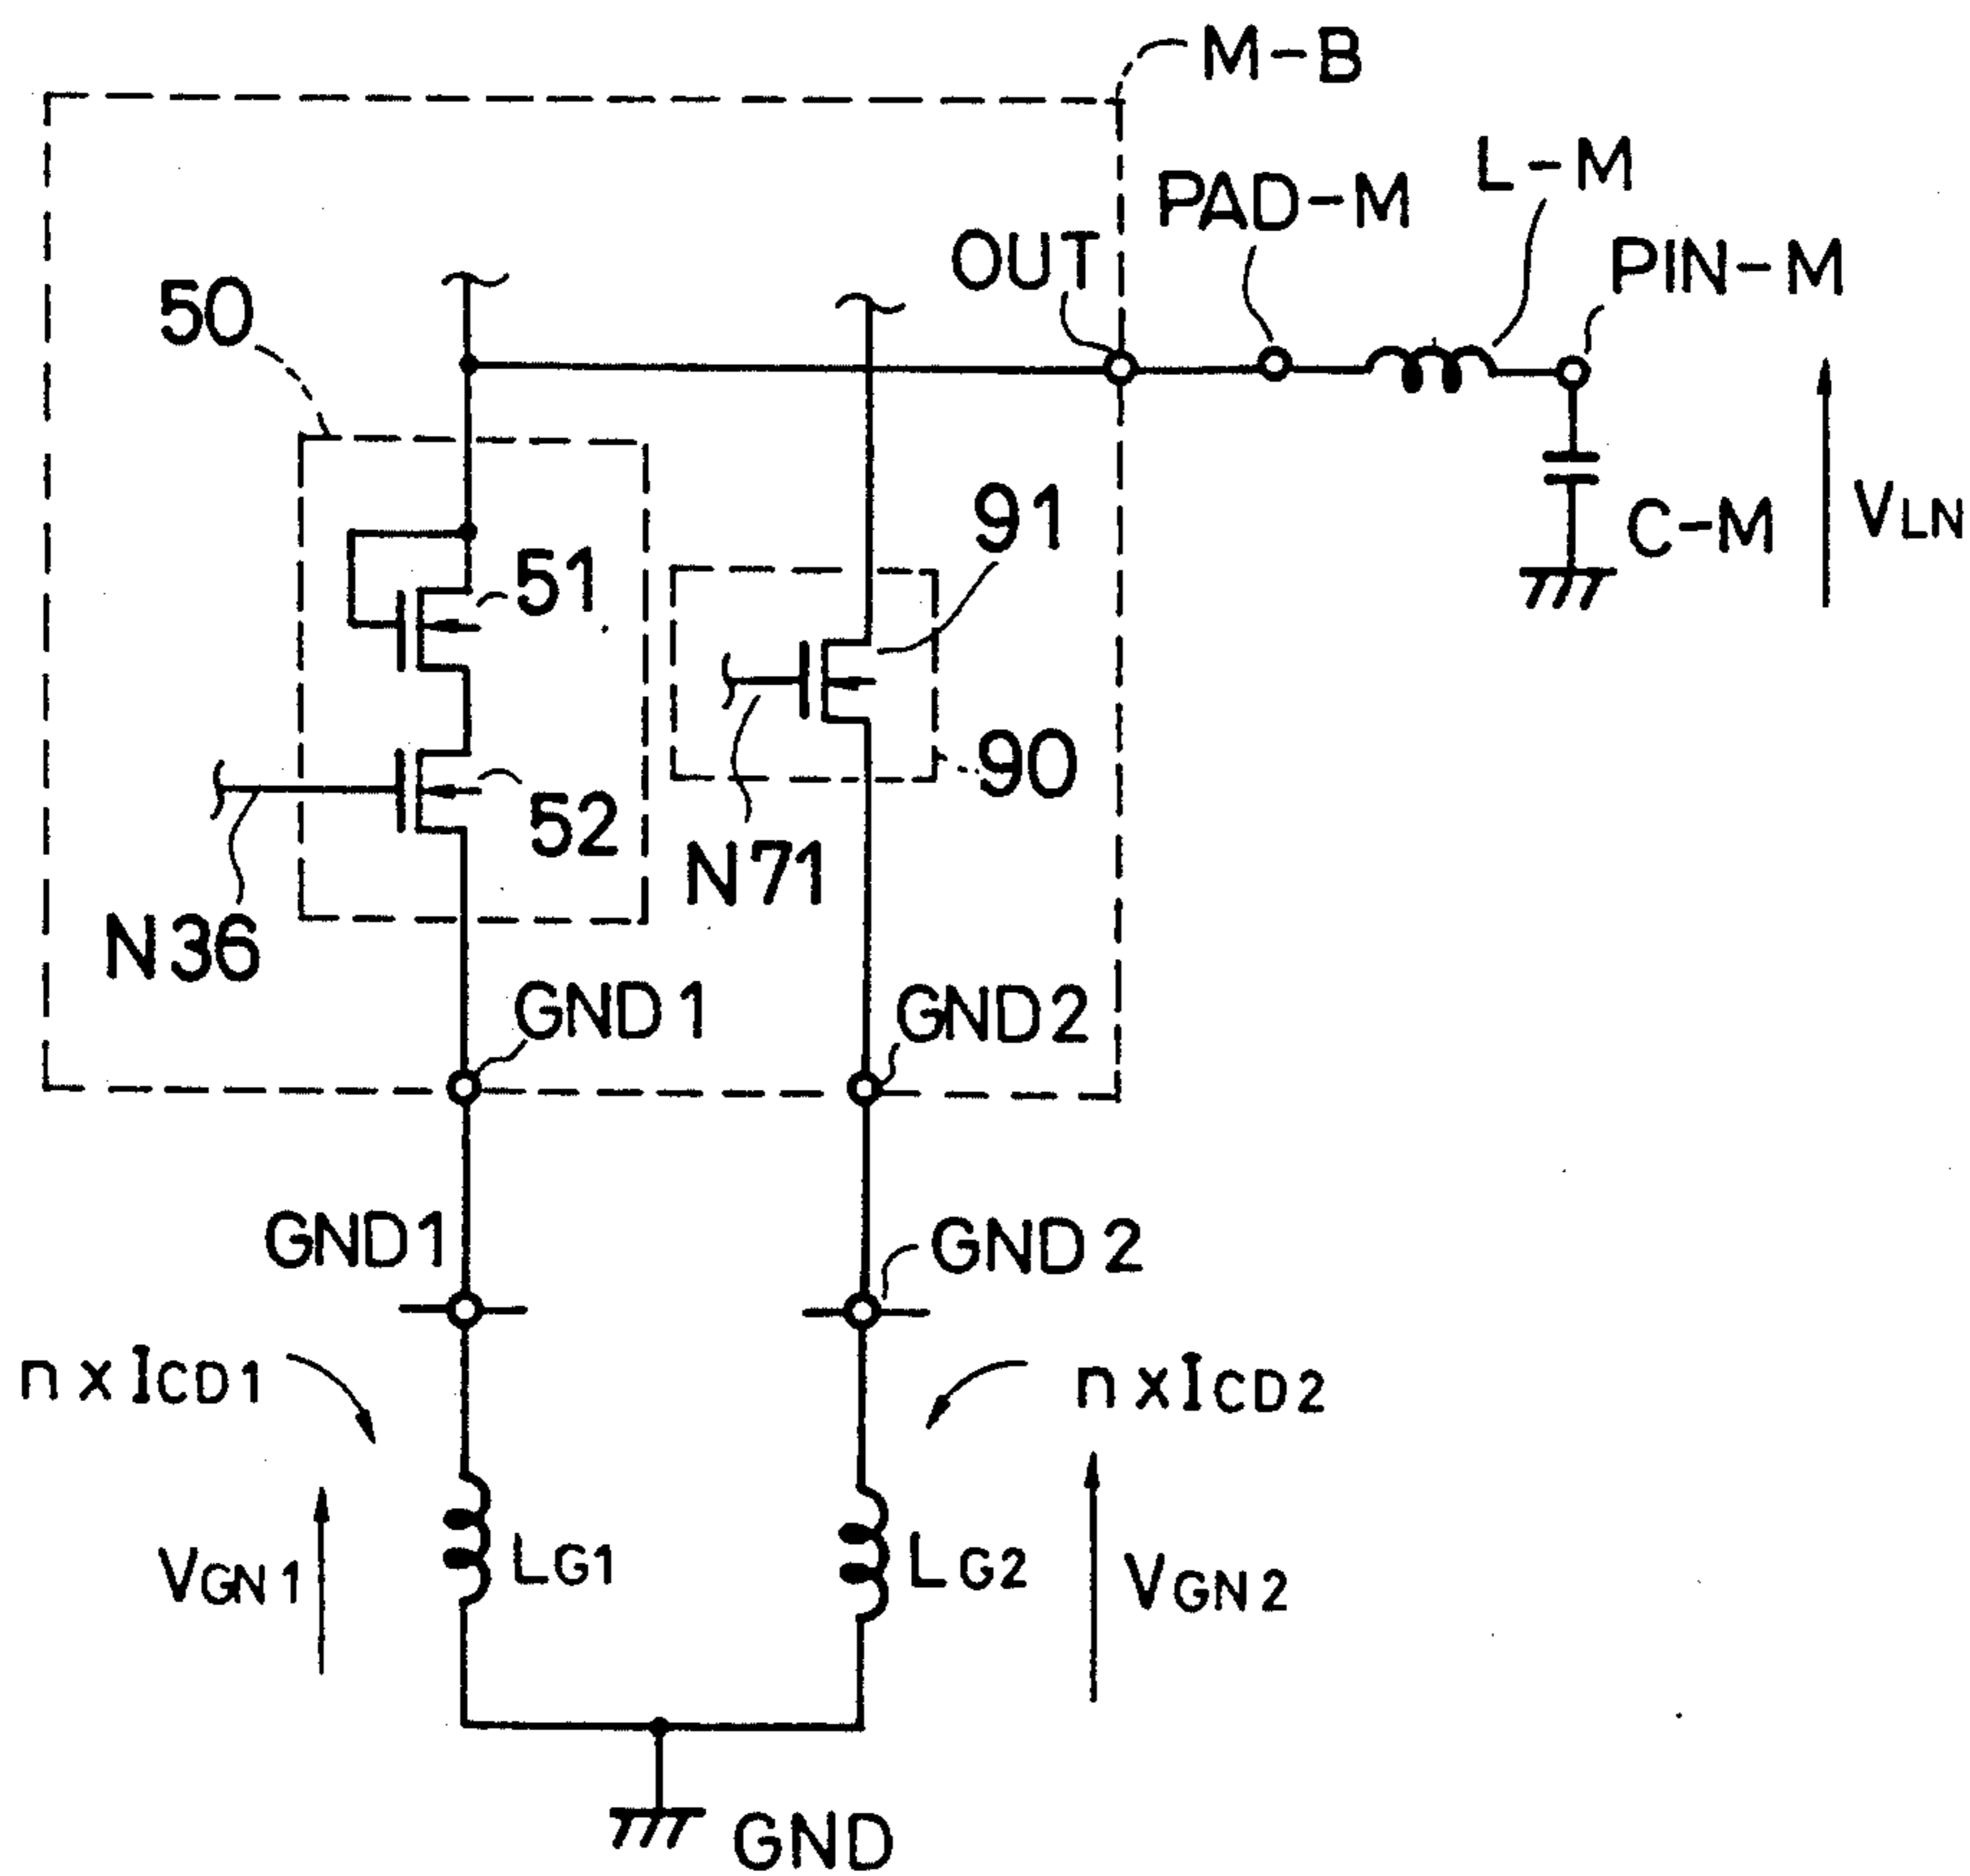 M-B
L-M
PAD-M
OUT
PIN-M
50
91
VLN
C-M
51
90
52
N71
N36
GND1
GND2
GND1
GND2
n×ICD1
n×ICD2
VGN1
LG1
LG2
VGN2
GND